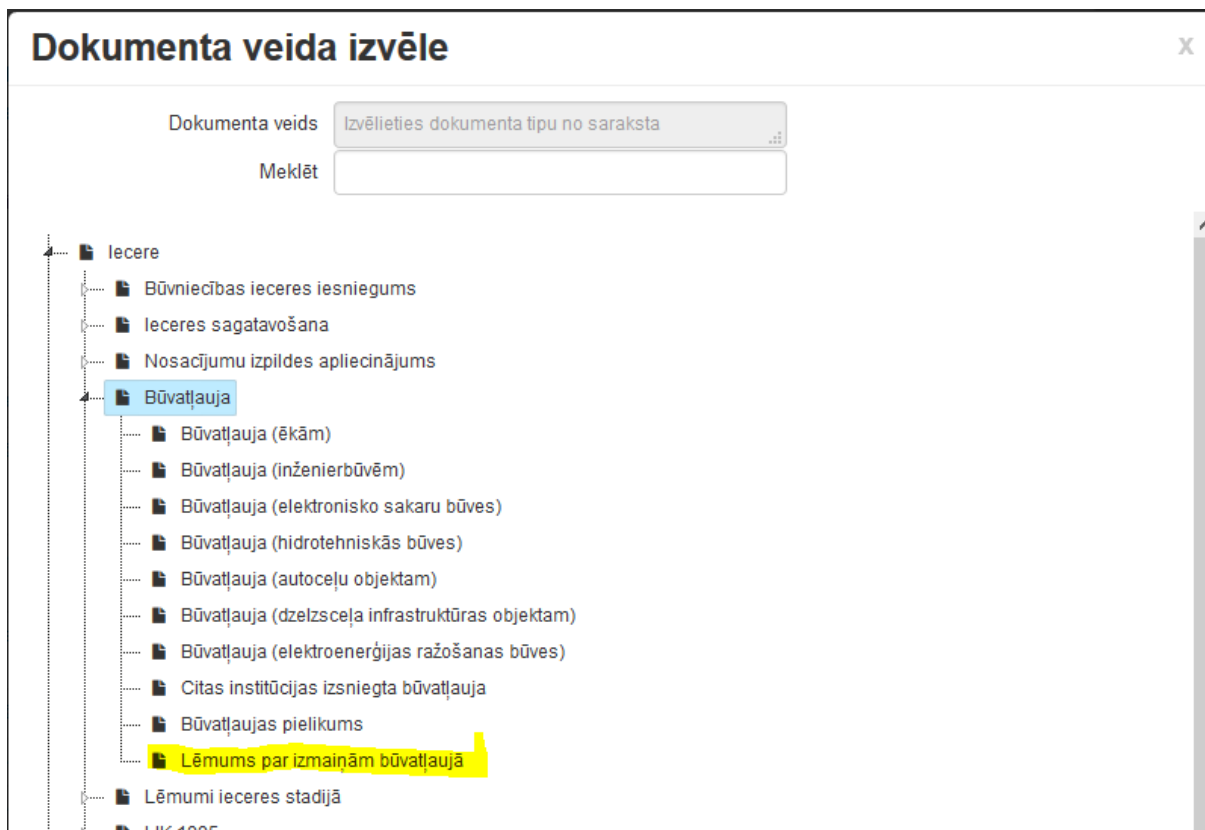 Dokumenta veida izvēle
x
Dokumenta veids
Izvēlieties dokumenta tipu no saraksta
Meklēt
Iecere
Būvniecības ieceres iesniegums
Ieceres sagatavošana
Nosacījumu izpildes apliecinājums
Būvatļauja
Būvatļauja (ēkām)
Būvatļauja (inženierbūvēm)
Būvatļauja (elektronisko sakaru būves)
Būvatļauja (hidrotehniskās būves)
Būvatļauja (autoceļu objektam)
Būvatļauja (dzelzsceļa infrastruktūras objektam)
Būvatļauja (elektroenerģijas ražošanas būves)
Citas institūcijas izsniegta būvatļauja
Būvatļaujas pielikums
Lēmums par izmaiņām būvatļaujā
Lēmumi ieceres stadijā